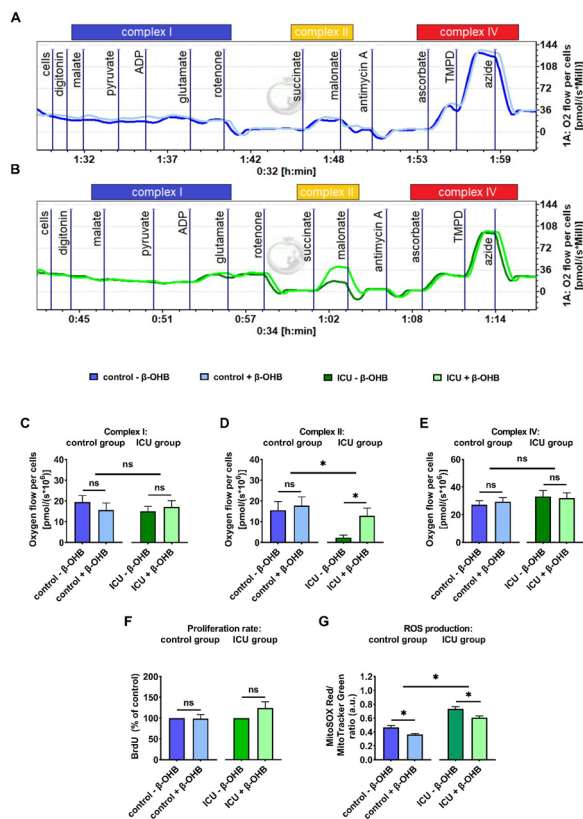 A
complex I
complex II
complex IV
cells
digitonin
malate
pyruvate
ADP
glutamate
rotenone
succinate
malonate
antimycin A
ascorbate
TMPD
azide
144
108
72
36
0
1A: O2 flow per cells
[pmol/(s*Mill)]
1:32
1:37
1:42
1:48
1:53
1:59
0:32 [h:min]
B
complex I
complex II
complex IV
cells
digitonin
malate
pyruvate
ADP
glutamate
rotenone
succinate
malonate
antimycin A
ascorbate
TMPD
azide
144
108
72
36
0
1A: O2 flow per cells
[pmol/(s*Mill)]
0:45
0:51
0:57
1:02
1:08
1:14
0:34 [h:min]
control - β-OHB
control + β-OHB
ICU - β-OHB
ICU + β-OHB
C
Complex I:
control group ICU group
Oxygen flow per cells
[pmol/(s*10⁶)]
40
30
20
10
0
ns
ns
ns
control - β-OHB
control + β-OHB
ICU - β-OHB
ICU + β-OHB
D
Complex II:
control group ICU group
Oxygen flow per cells
[pmol/(s*10⁶)]
40
30
20
10
0
*
ns
*
control - β-OHB
control + β-OHB
ICU - β-OHB
ICU + β-OHB
E
Complex IV:
control group ICU group
Oxygen flow per cells
[pmol/(s*10⁶)]
60
40
20
0
ns
ns
ns
control - β-OHB
control + β-OHB
ICU - β-OHB
ICU + β-OHB
F
Proliferation rate:
control group ICU group
BrdU (% of control)
200
150
100
50
0
ns
ns
control - β-OHB
control + β-OHB
ICU - β-OHB
ICU + β-OHB
G
ROS production:
control group ICU group
MitoSOX Red/
MitoTracker Green
ratio (a.u.)
1.2
1.0
0.8
0.6
0.4
0.2
0.0
*
*
*
control - β-OHB
control + β-OHB
ICU - β-OHB
ICU + β-OHB